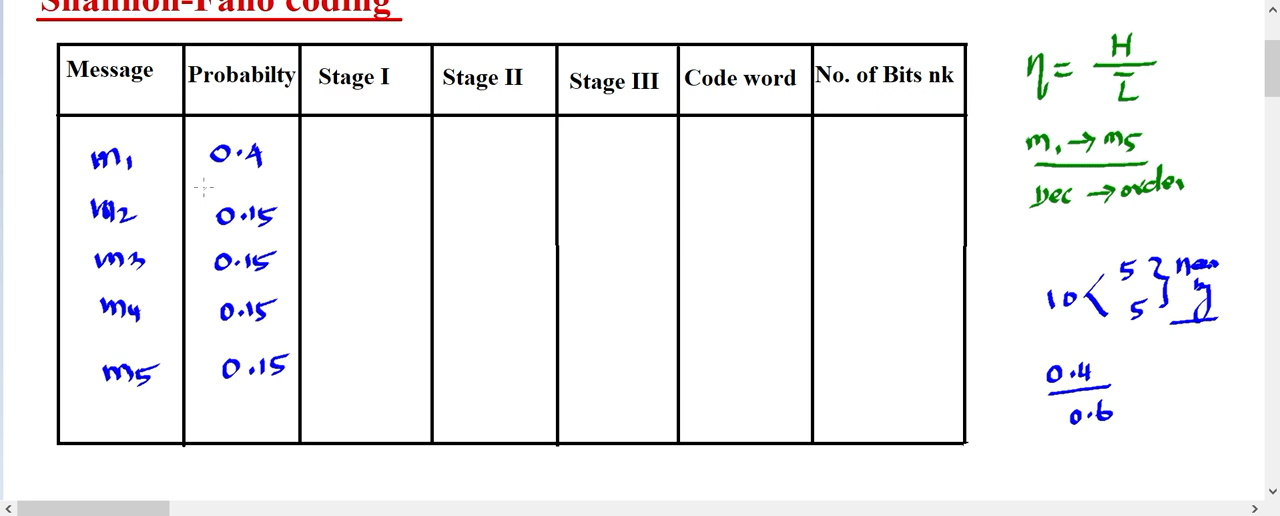 Shannon-Fano coding
Message Probabilty Stage I Stage II Stage III Code word No. of Bits nk
m1 0.4
m2 0.15
m3 0.15
m4 0.15
m5 0.15
η = H / L̄
m1 → m5
Dec → order
10 < 5
5
0.4
0.6